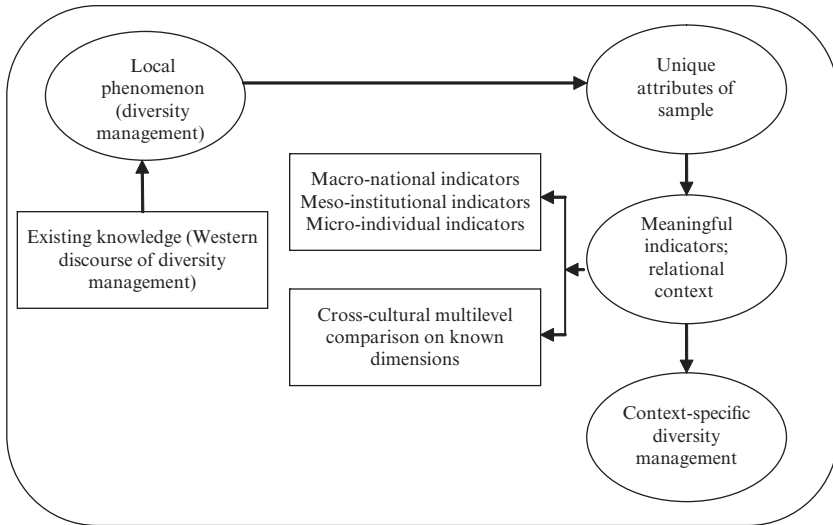 Local
phenomenon
(diversity
management)
Unique
attributes of
sample
Macro-national indicators
Meso-institutional indicators
Micro-individual indicators
Existing knowledge (Western
discourse of diversity
management)
Meaningful
indicators;
relational
context
Cross-cultural multilevel
comparison on known
dimensions
Context-specific
diversity
management